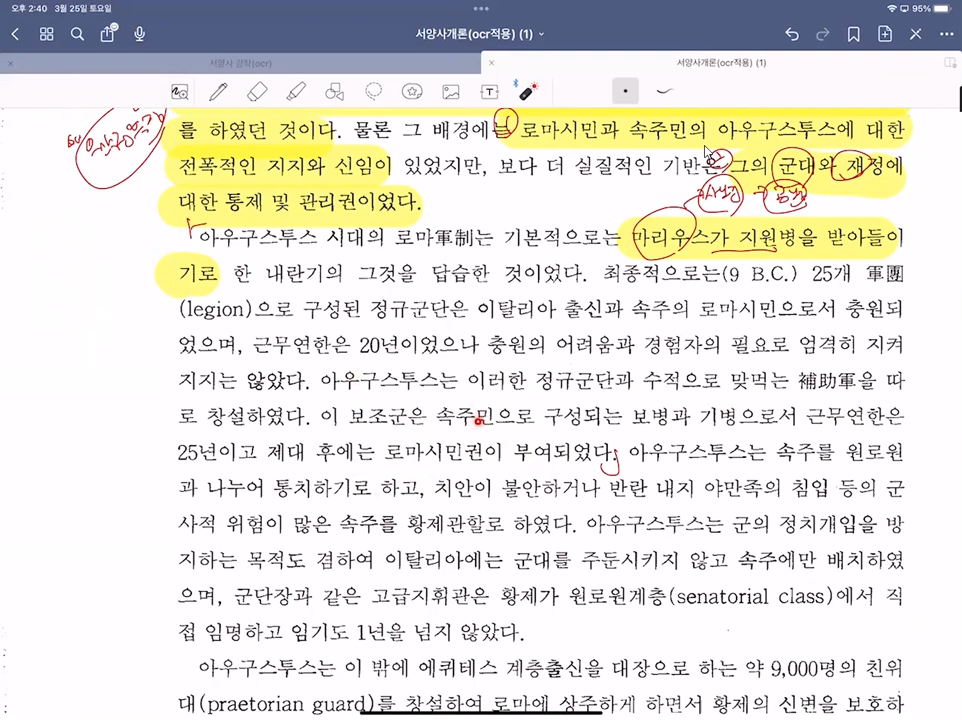 오후 2:40 3월 25일 토요일
95%
서양사개론(ocr적용) (1)
서양사개론(ocr적용) (1)
를 하였던 것이다. 물론 그 배경에는 로마시민과 속주민의 아우구스투스에 대한
전폭적인 지지와 신임이 있었지만, 보다 더 실질적인 기반은 그의 군대와 재정에
대한 통제 및 관리권이었다.
아우구스투스 시대의 로마軍制는 기본적으로는 마리우스가 지원병을 받아들이
기로 한 내란기의 그것을 답습한 것이었다. 최종적으로는(9 B.C.) 25개 軍團
(legion)으로 구성된 정규군단은 이탈리아 출신과 속주의 로마시민으로서 충원되
었으며, 근무연한은 20년이었으나 충원의 어려움과 경험자의 필요로 엄격히 지켜
지지는 않았다. 아우구스투스는 이러한 정규군단과 수적으로 맞먹는 補助軍을 따
로 창설하였다. 이 보조군은 속주민으로 구성되는 보병과 기병으로서 근무연한은
25년이고 제대 후에는 로마시민권이 부여되었다. 아우구스투스는 속주를 원로원
과 나누어 통치하기로 하고, 치안이 불안하거나 반란 내지 야만족의 침입 등의 군
사적 위험이 많은 속주를 황제관할로 하였다. 아우구스투스는 군의 정치개입을 방
지하는 목적도 겸하여 이탈리아에는 군대를 주둔시키지 않고 속주에만 배치하였
으며, 군단장과 같은 고급지휘관은 황제가 원로원계층(senatorial class)에서 직
접 임명하고 임기도 1년을 넘지 않았다.
아우구스투스는 이 밖에 에퀴테스 계층출신을 대장으로 하는 약 9,000명의 친위
대(praetorian guard)를 창설하여 로마에 상주하게 하면서 황제의 신변을 보호하